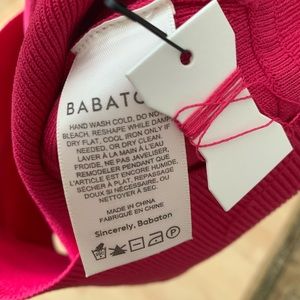 BABATO
HAND WASH COLD, DO NO
BLEACH, RESHAPE WHILE DAMP
DRY FLAT, COOL IRON ONLY IF
NEEDED, OR DRY CLEAN.
LAVER À LA MAIN À L'EAU
FROIDE, NE PAS JAVELISER,
REMODELER PENDANT QUE
L'ARTICLE EST ENCORE HUMIDE,
SÉCHER À PLAT, REPASSAGE
DOUX SI NÉCESSAIRE, OU
NETTOYER À SEC.
MADE IN CHINA
FABRIQUÉ EN CHINE
Sincerely, Babaton
P